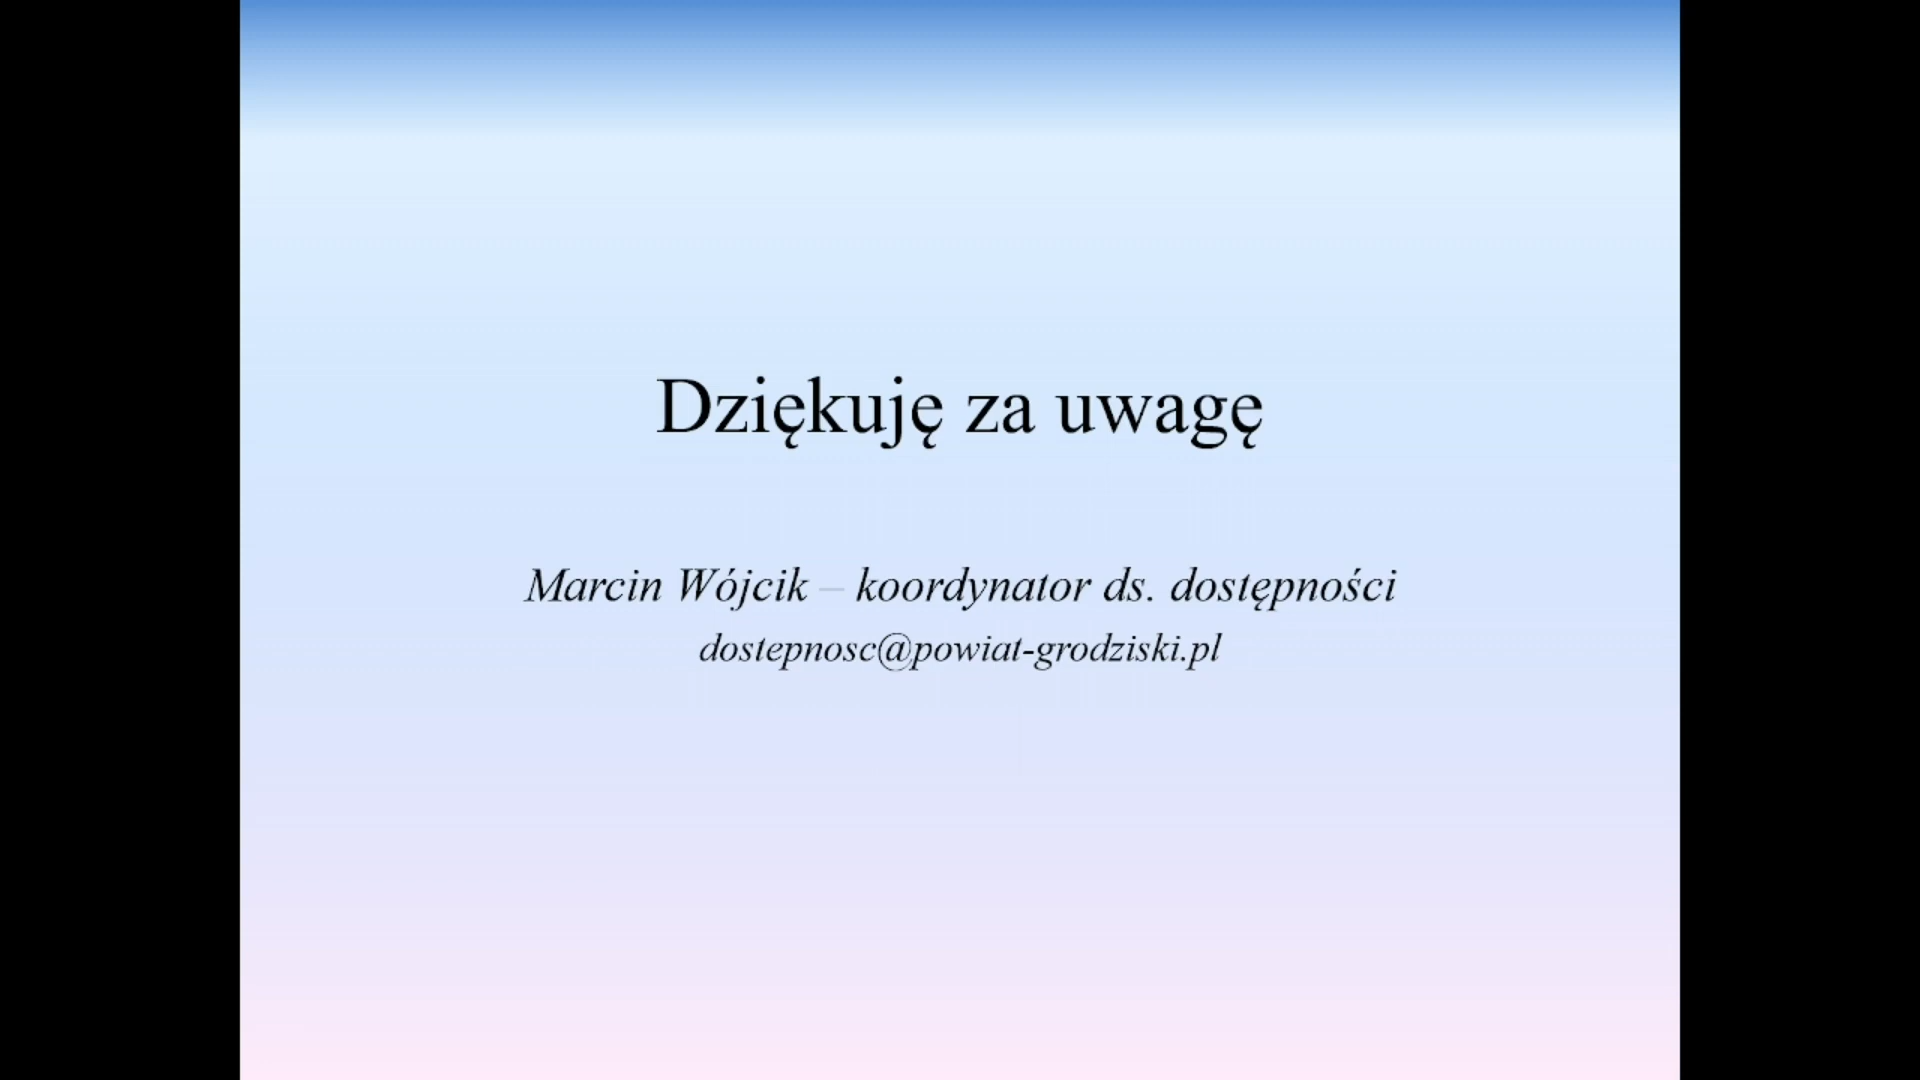 Dziękuję za uwagę
Marcin Wójcik – koordynator ds. dostępności
dostepnosc@powiat-grodziski.pl